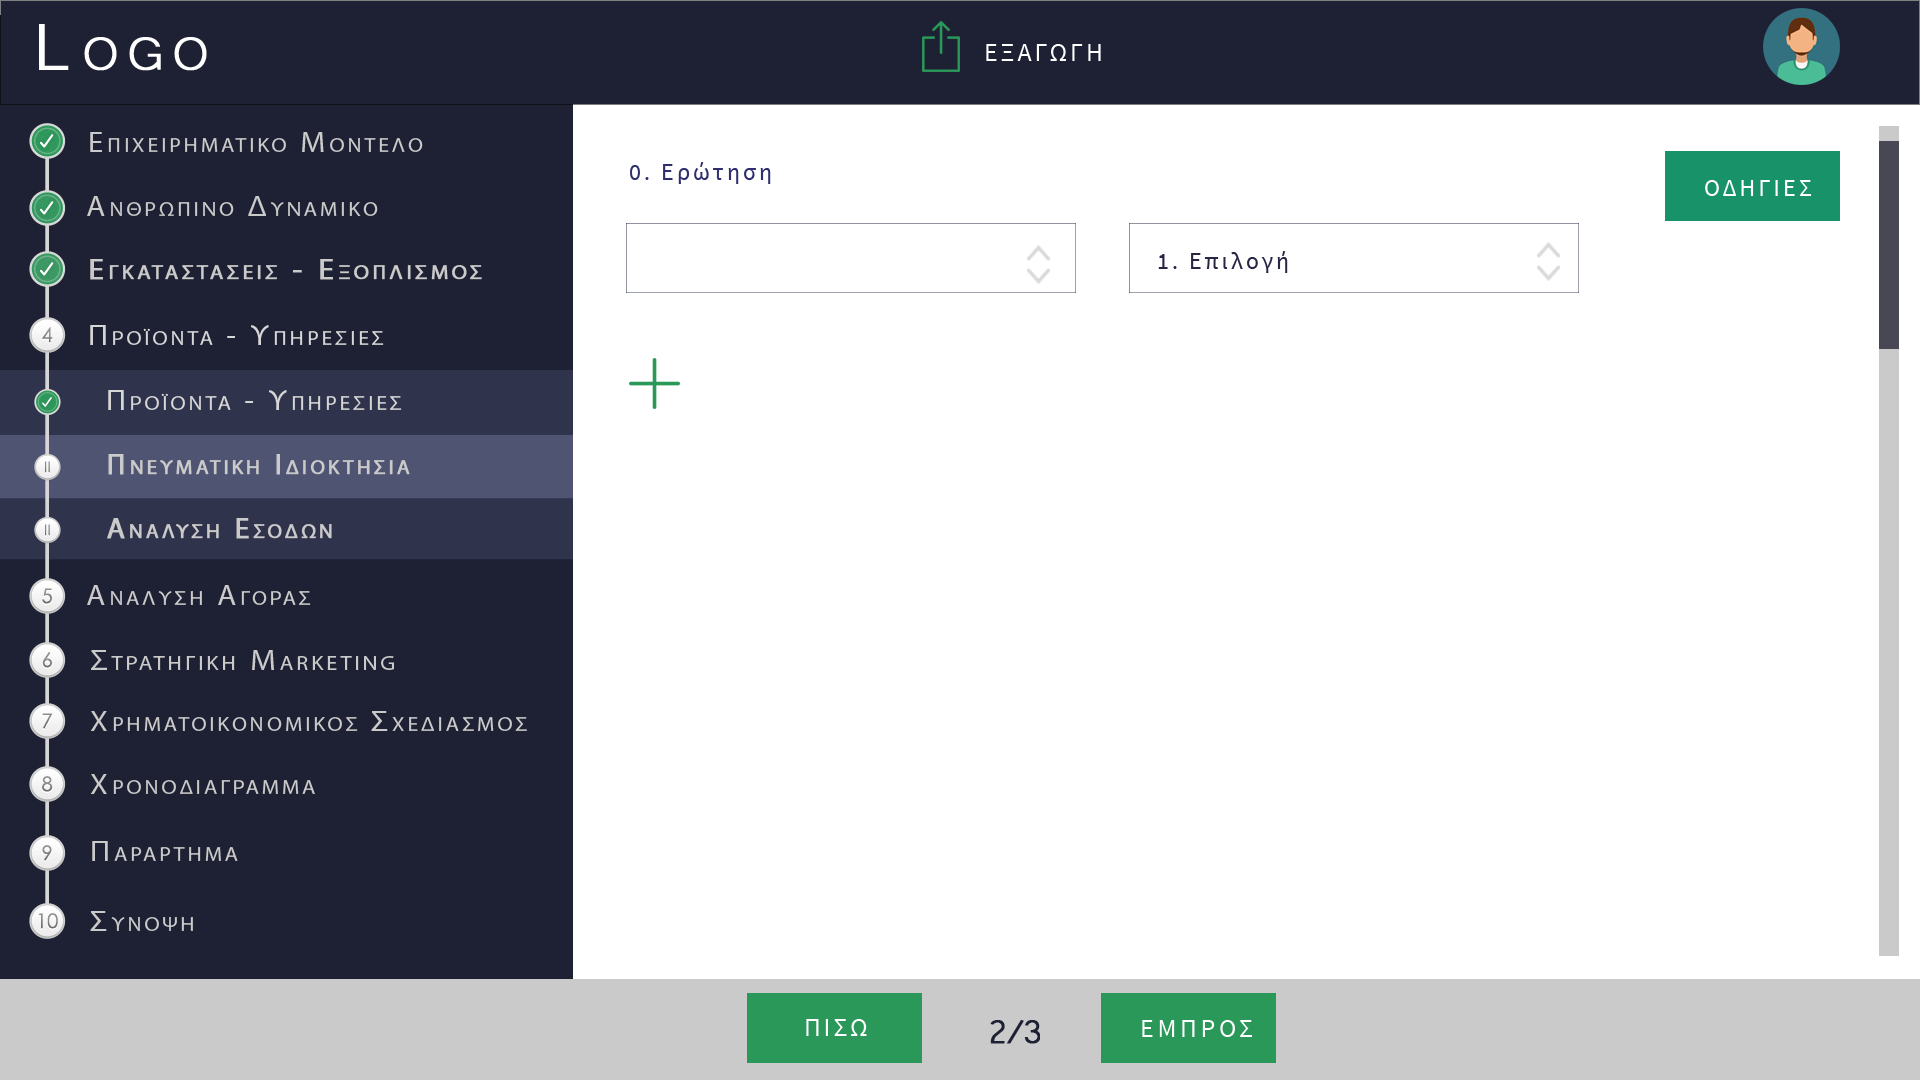 LOGO
ΕΞΑΓΩΓΗ
ΕΠΙΧΕΙΡΗΜΑΤΙΚΟ ΜΟΝΤΕΛΟ
ΑΝΘΡΩΠΙΝΟ ΔΥΝΑΜΙΚΟ
ΕΓΚΑΤΑΣΤΑΣΕΙΣ - ΕΞΟΠΛΙΣΜΟΣ
4 ΠΡΟΪΟΝΤΑ - ΥΠΗΡΕΣΙΕΣ
ΠΡΟΪΟΝΤΑ - ΥΠΗΡΕΣΙΕΣ
II ΠΝΕΥΜΑΤΙΚΗ ΙΔΙΟΚΤΗΣΙΑ
II ΑΝΑΛΥΣΗ ΕΣΟΔΩΝ
5 ΑΝΑΛΥΣΗ ΑΓΟΡΑΣ
6 ΣΤΡΑΤΗΓΙΚΗ MARKETING
7 ΧΡΗΜΑΤΟΙΚΟΝΟΜΙΚΟΣ ΣΧΕΔΙΑΣΜΟΣ
8 ΧΡΟΝΟΔΙΑΓΡΑΜΜΑ
9 ΠΑΡΑΡΤΗΜΑ
10 ΣΥΝΟΨΗ
0. Ερώτηση
ΟΔΗΓΙΕΣ
1. Επιλογή
ΠΙΣΩ
2/3
ΕΜΠΡΟΣ